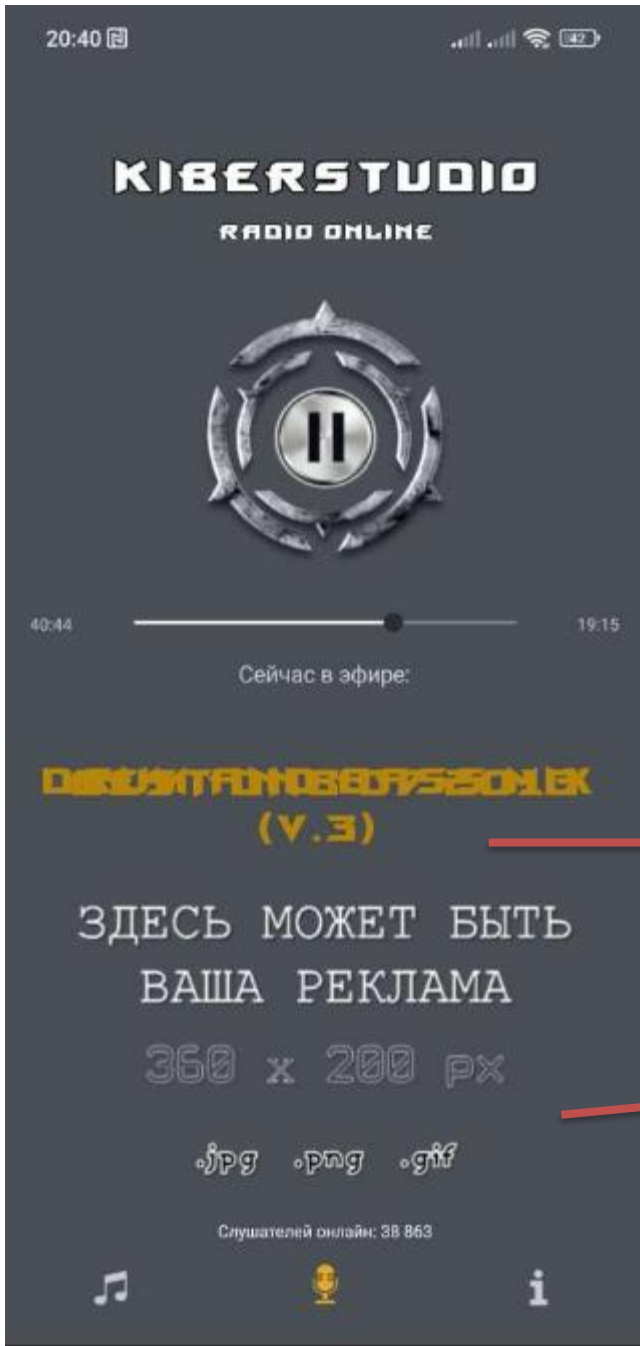 20:40
42
KIBERSTUDIO
RADIO ONLINE
40:44
19:15
Сейчас в эфире:
(V.3)
ЗДЕСЬ МОЖЕТ БЫТЬ
ВАША РЕКЛАМА
360 x 200 px
.jpg .png .gif
Слушателей онлайн: 38 863